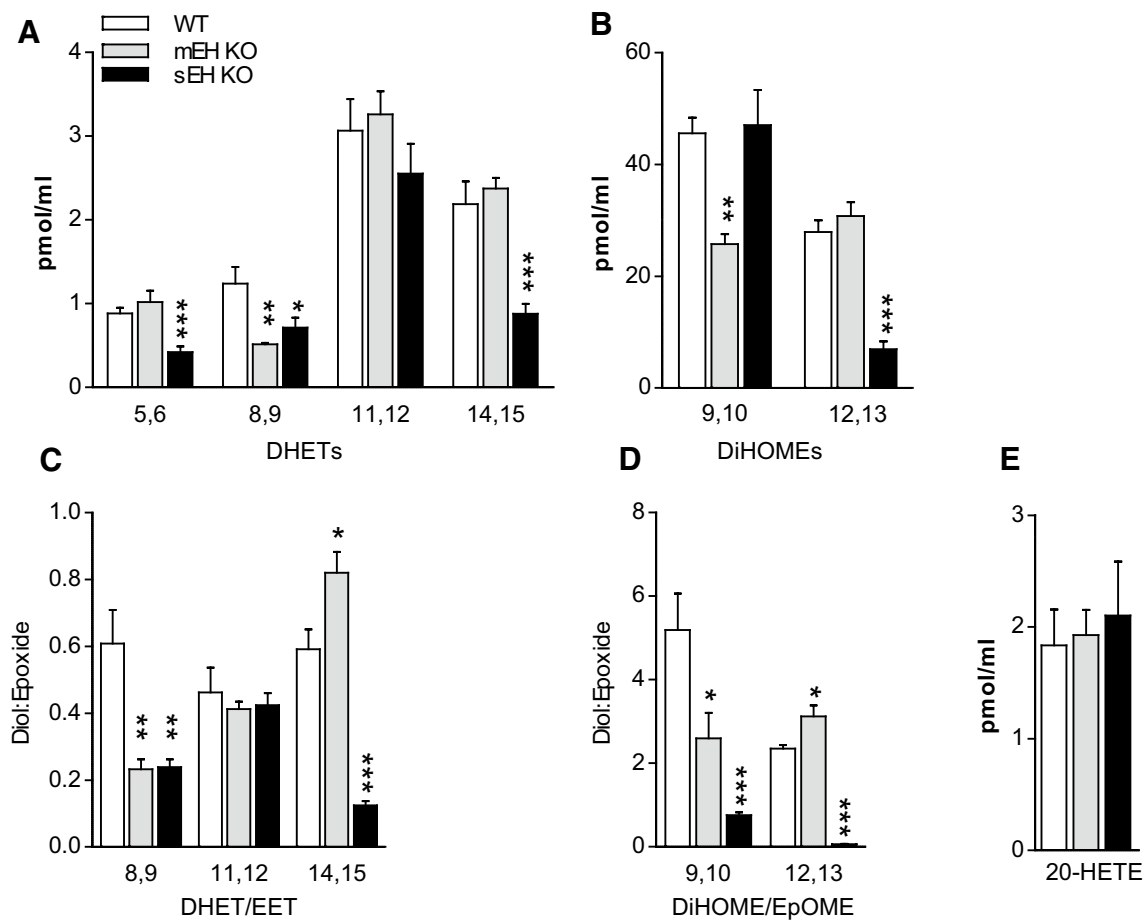 A
WT
mEH KO
sEH KO
pmol/ml
4
3
2
1
0
***
**
*
***
5,6
8,9
11,12
14,15
DHETs
B
pmol/ml
60
40
20
0
**
***
9,10
12,13
DiHOMEs
C
Diol:Epoxide
1.0
0.8
0.6
0.4
0.2
0.0
**
**
*
***
8,9
11,12
14,15
DHET/EET
D
Diol:Epoxide
8
6
4
2
0
*
***
*
***
9,10
12,13
DiHOME/EpOME
E
pmol/ml
3
2
1
0
20-HETE